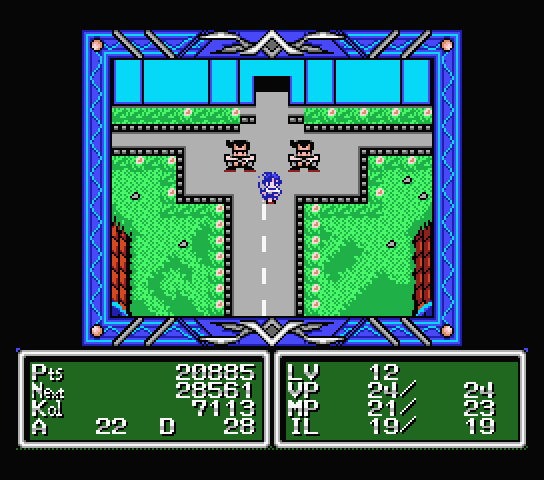 Pts 20885
Next 28561
Kol 7113
A 22 D 28
LV 12
VP 24/ 24
MP 21/ 23
IL 19/ 19